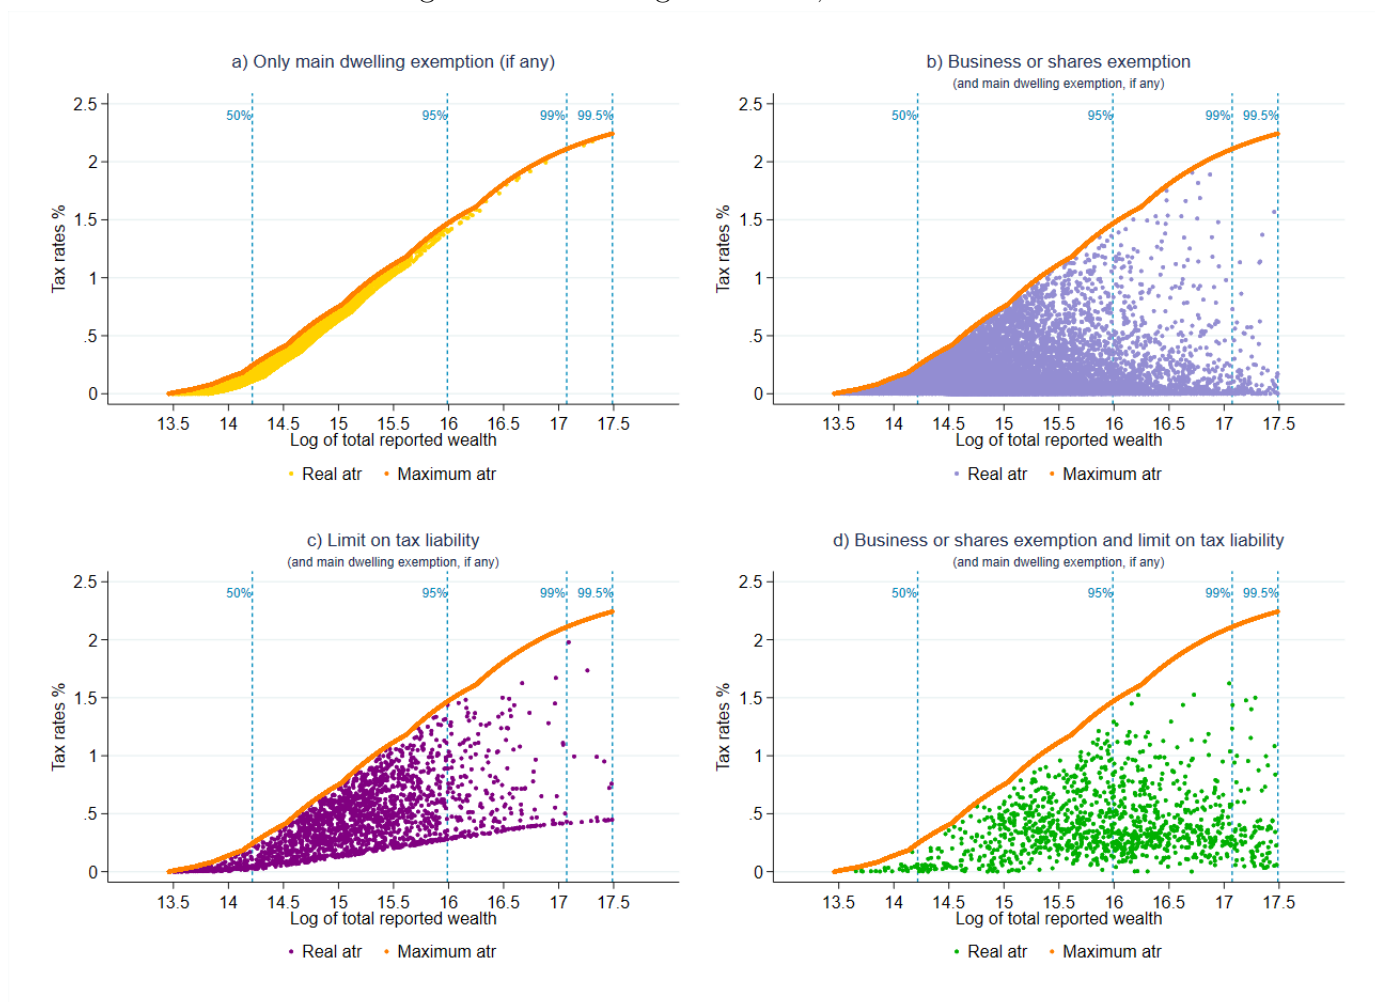 a) Only main dwelling exemption (if any)
2.5
2
1.5
1
.5
0
Tax rates %
50%
95%
99%
99.5%
13.5 14 14.5 15 15.5 16 16.5 17 17.5
Log of total reported wealth
Real atr Maximum atr
b) Business or shares exemption
(and main dwelling exemption, if any)
2.5
2
1.5
1
.5
0
Tax rates %
50%
95%
99%
99.5%
13.5 14 14.5 15 15.5 16 16.5 17 17.5
Log of total reported wealth
Real atr Maximum atr
c) Limit on tax liability
(and main dwelling exemption, if any)
2.5
2
1.5
1
.5
0
Tax rates %
50%
95%
99%
99.5%
13.5 14 14.5 15 15.5 16 16.5 17 17.5
Log of total reported wealth
Real atr Maximum atr
d) Business or shares exemption and limit on tax liability
(and main dwelling exemption, if any)
2.5
2
1.5
1
.5
0
Tax rates %
50%
95%
99%
99.5%
13.5 14 14.5 15 15.5 16 16.5 17 17.5
Log of total reported wealth
Real atr Maximum atr